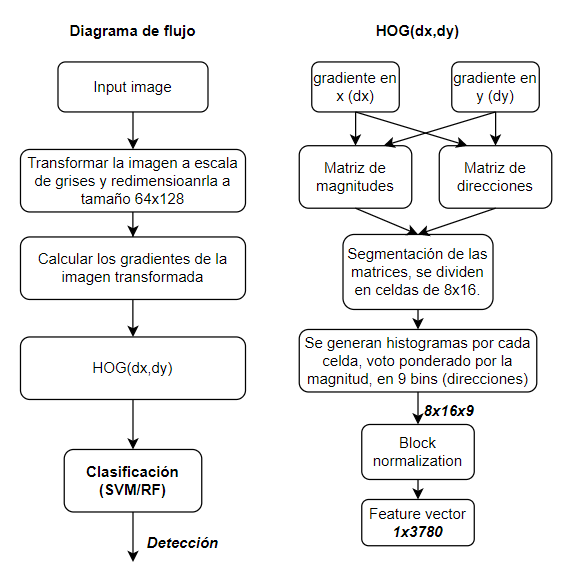 Diagrama de flujo
Input image
Transformar la imagen a escala
de grises y redimensioanrla a
tamaño 64x128
Calcular los gradientes de la
imagen transformada
HOG(dx,dy)
Clasificación
(SVM/RF)
Detección
HOG(dx,dy)
gradiente en
x (dx)
gradiente en
y (dy)
Matriz de
magnitudes
Matriz de
direcciones
Segmentación de las
matrices, se dividen
en celdas de 8x16.
Se generan histogramas por cada
celda, voto ponderado por la
magnitud, en 9 bins (direcciones)
8x16x9
Block
normalization
Feature vector
1x3780